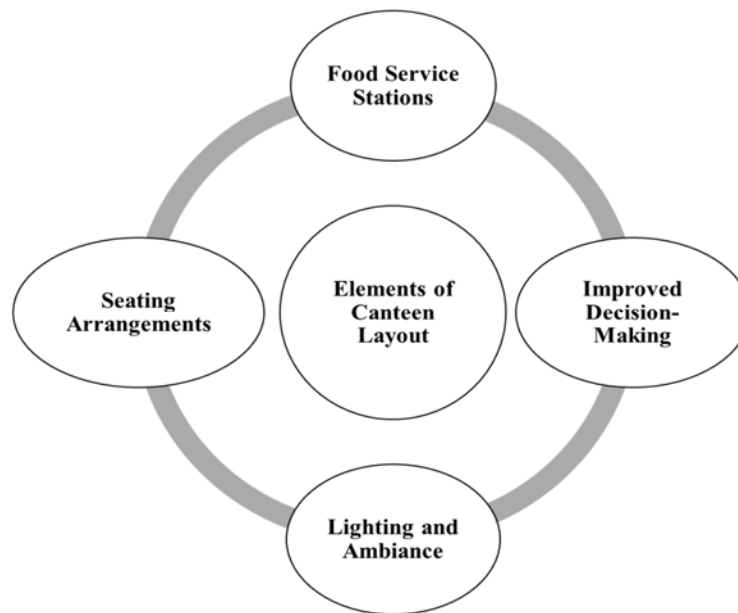 Food Service
Stations
Seating
Arrangements
Elements of
Canteen
Layout
Improved
Decision-
Making
Lighting and
Ambiance